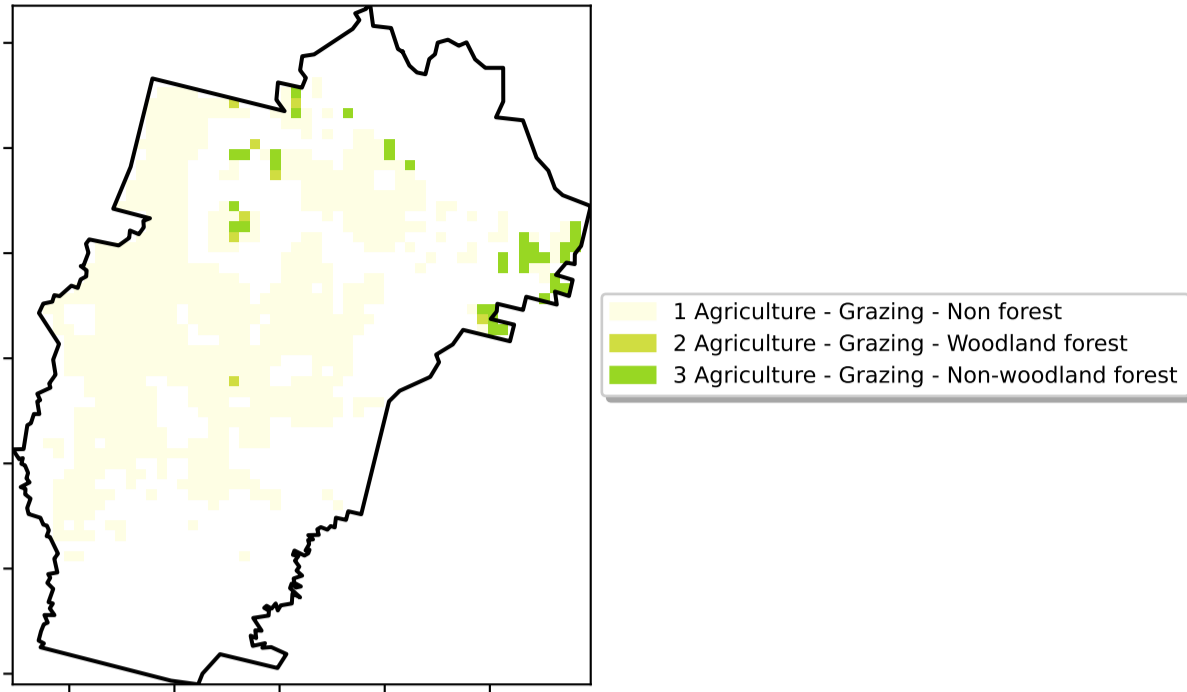 1 Agriculture - Grazing - Non forest
2 Agriculture - Grazing - Woodland forest
3 Agriculture - Grazing - Non-woodland forest